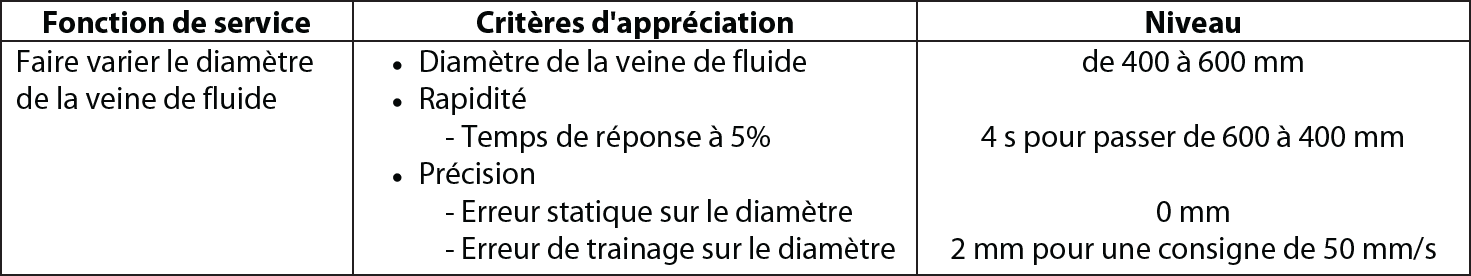 Fonction de service Critères d'appréciation Niveau
Faire varier le diamètre • Diamètre de la veine de fluide de 400 à 600 mm
de la veine de fluide • Rapidité
- Temps de réponse à 5% 4 s pour passer de 600 à 400 mm
• Précision
- Erreur statique sur le diamètre 0 mm
- Erreur de trainage sur le diamètre 2 mm pour une consigne de 50 mm/s